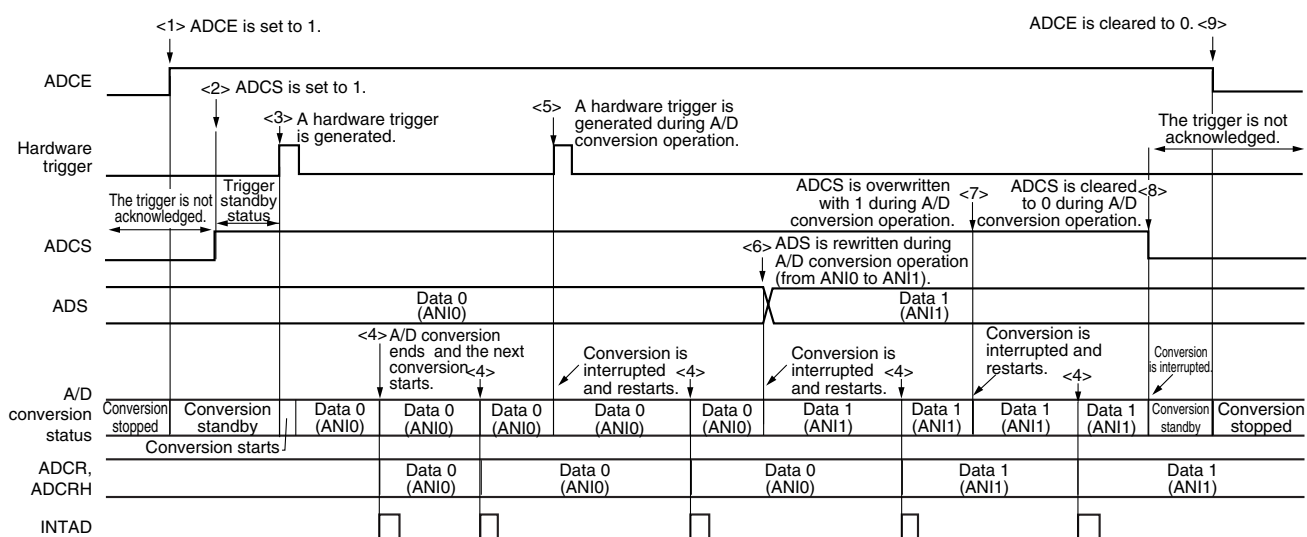 <1> ADCE is set to 1.
ADCE is cleared to 0. <9>
ADCE
<2> ADCS is set to 1.
<3> A hardware trigger
is generated.
<5> A hardware trigger is
generated during A/D
conversion operation.
The trigger is not
acknowledged.
Hardware
trigger
The trigger is not
acknowledged.
Trigger
standby
status
ADCS is overwritten
with 1 during A/D
conversion operation.
<7>
ADCS is cleared
to 0 during A/D
conversion operation.
<8>
ADCS
<6> ADS is rewritten during
A/D conversion operation
(from ANI0 to ANI1).
ADS
Data 0
(ANI0)
Data 1
(ANI1)
<4> A/D conversion
ends and the next
conversion
starts.
<4>
Conversion is
interrupted
and restarts.
<4>
Conversion is
interrupted
and restarts.
<4>
Conversion is
interrupted and
restarts.
<4>
Conversion
is interrupted.
A/D
conversion
status
Conversion
stopped
Conversion
standby
Conversion starts
Data 0
(ANI0)
Data 0
(ANI0)
Data 0
(ANI0)
Data 0
(ANI0)
Data 0
(ANI0)
Data 1
(ANI1)
Data 1
(ANI1)
Data 1
(ANI1)
Data 1
(ANI1)
Conversion
standby
Conversion
stopped
ADCR,
ADCRH
Data 0
(ANI0)
Data 0
(ANI0)
Data 0
(ANI0)
Data 1
(ANI1)
Data 1
(ANI1)
INTAD